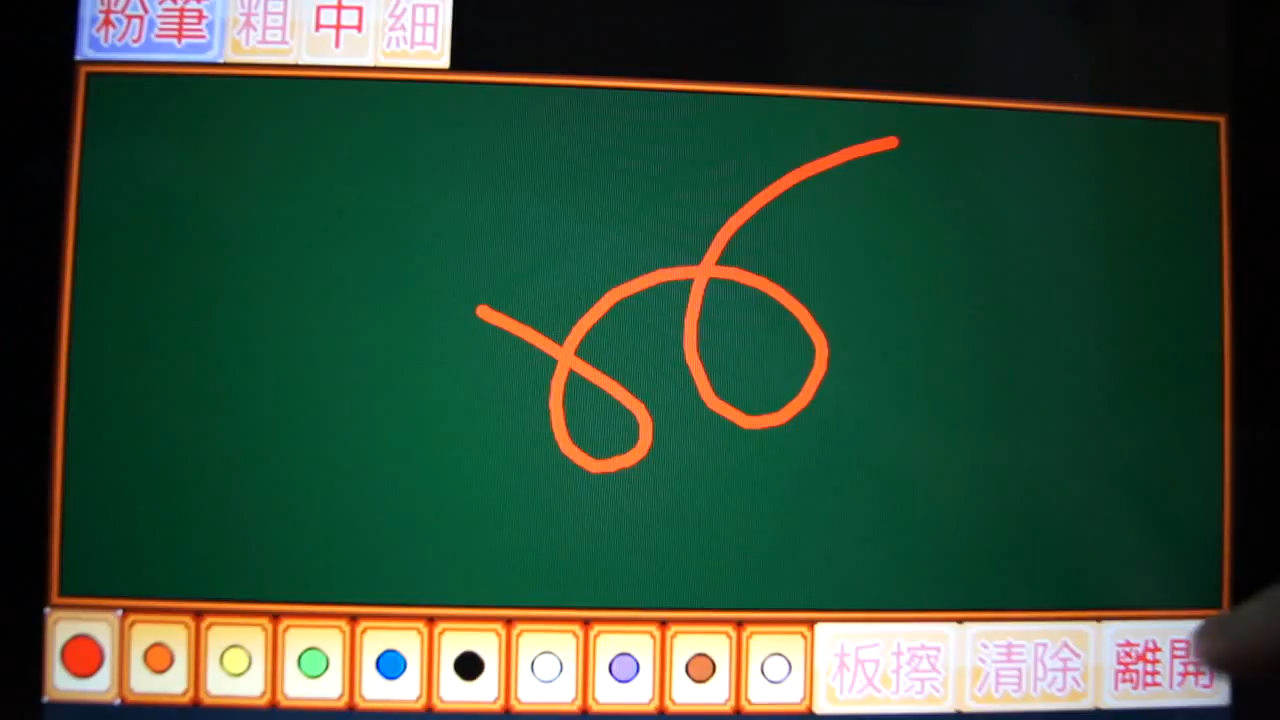 粉筆 粗 中 細
板擦 清除 離開